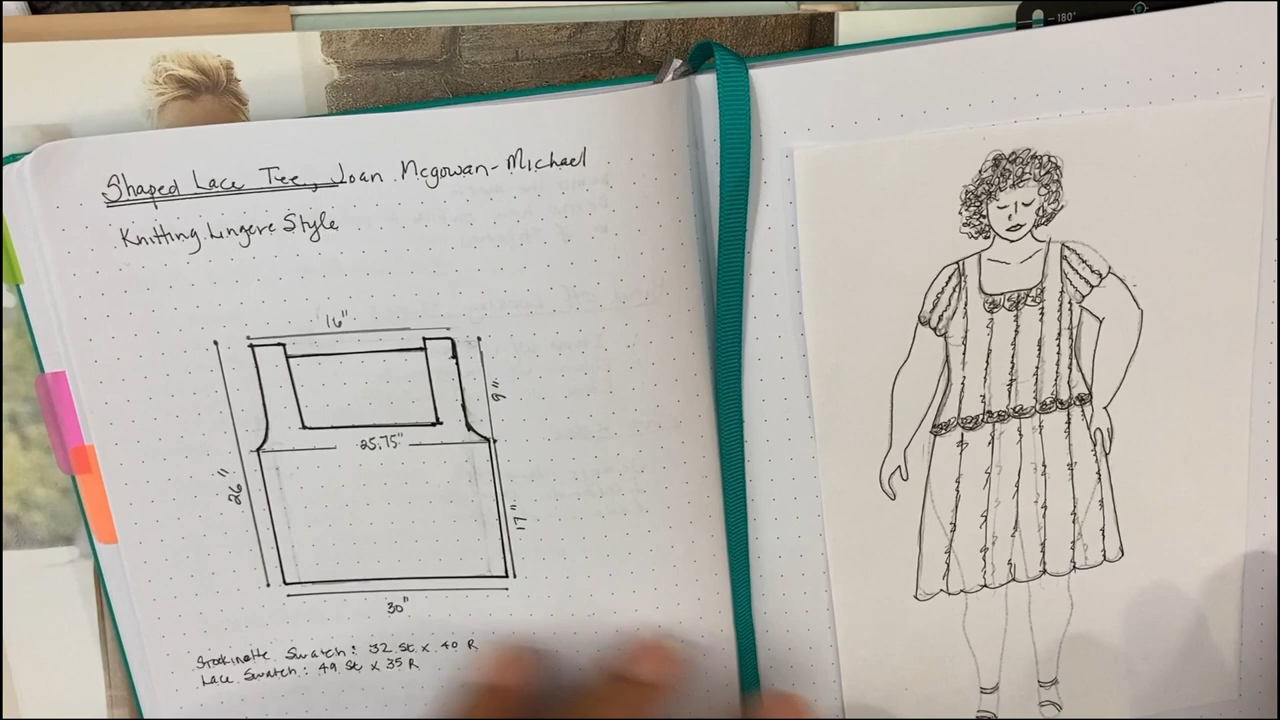 Shaped Lace Tee, Joan Mcgowan-Michael
Knitting Lingere Style
16"
9"
25.75"
26"
17"
30"
Stockinette Swatch: 32 St x 40 R
Lace Swatch: 49 St x 35 R
-180°